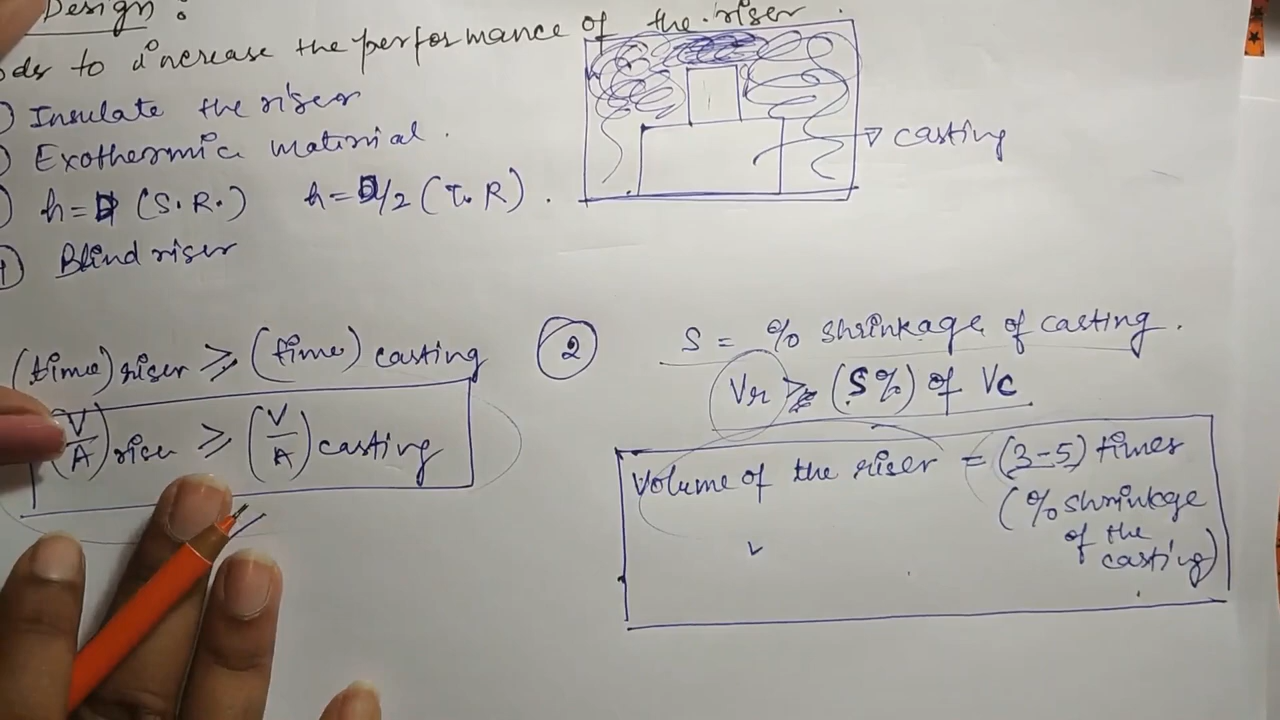 Design :
ods to increase the performance of the riser .
) Insulate the riser
) Exothermic material .
) h=D (S.R.) h=D/2 (T.R) .
Blind riser
casting
(time) riser ≥ (time) casting
(V/A) riser ≥ (V/A) casting
2
S = % shrinkage of casting .
Vr ≥ (S%) of Vc
Volume of the riser = (3-5) times
(% shrinkage
of the
casting)